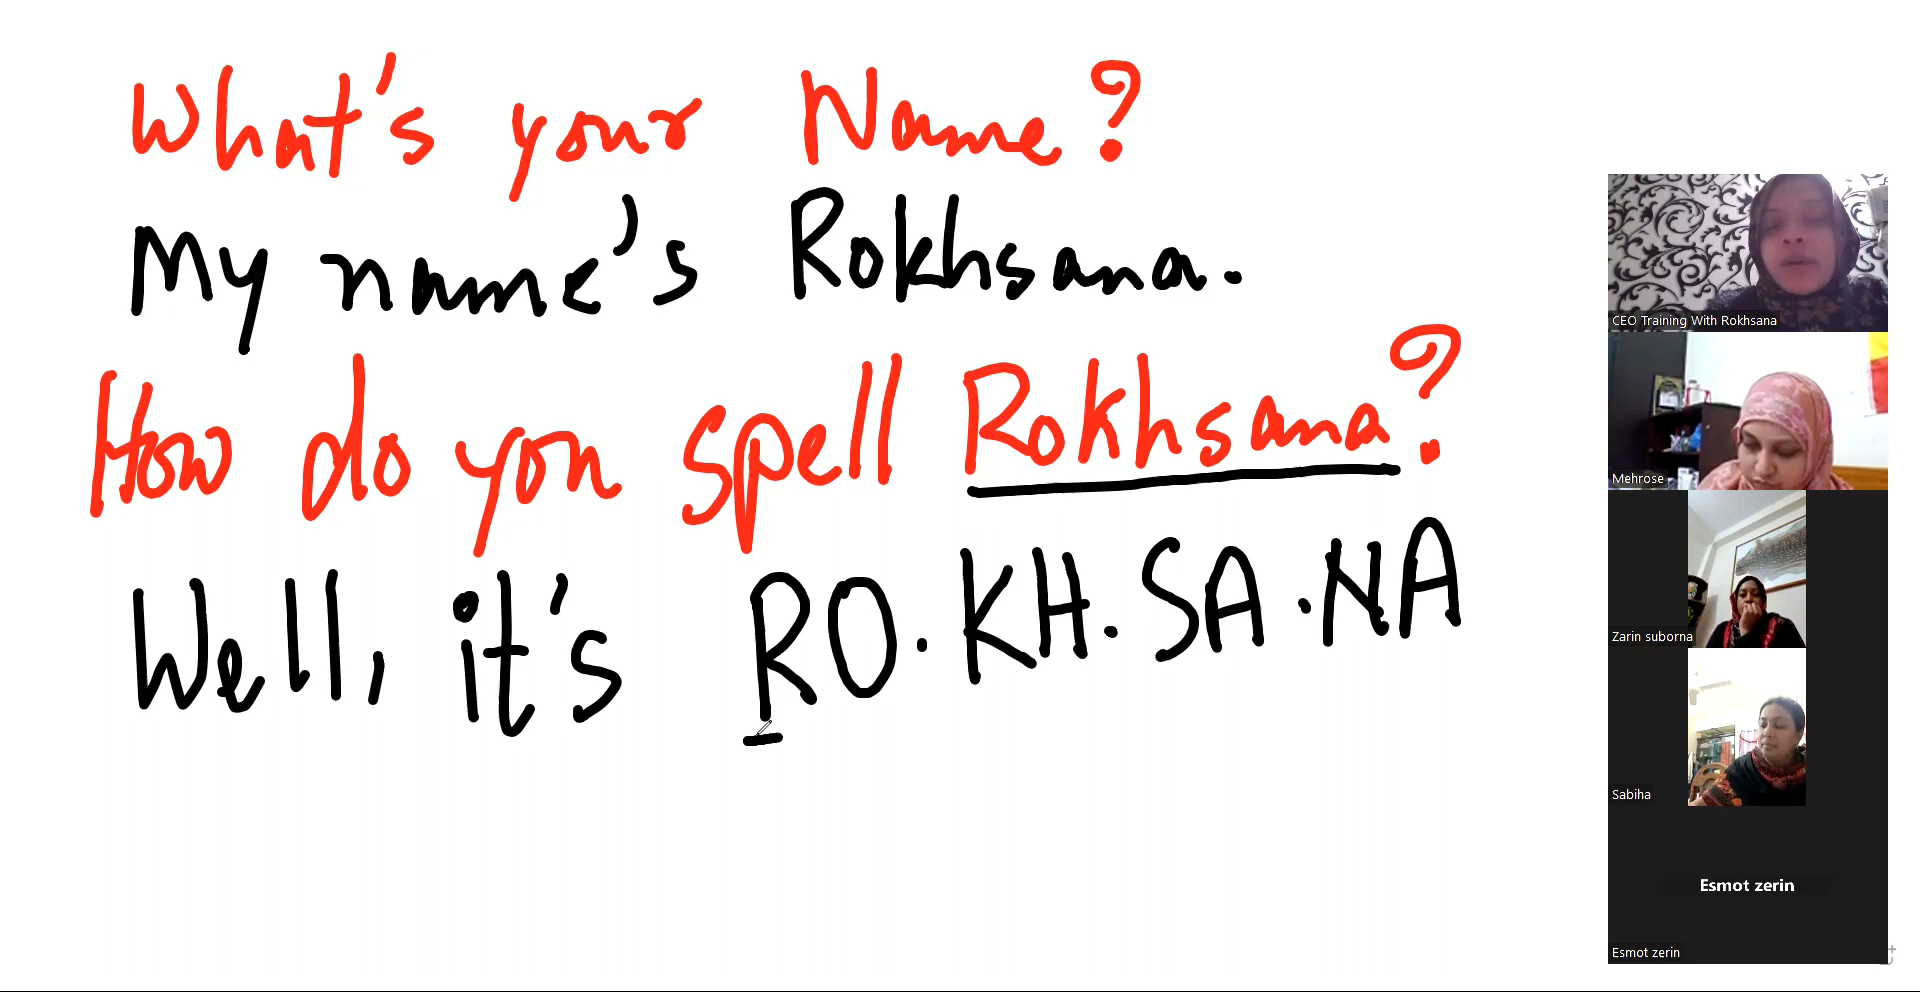 What's your Name?
My name's Rokhsana.
How do you spell Rokhsana?
Well, it's RO.KH.SA.NA
CEO Training With Rokhsana
Mehrose
Zarin suborna
Sabiha
Esmot zerin
Esmot zerin